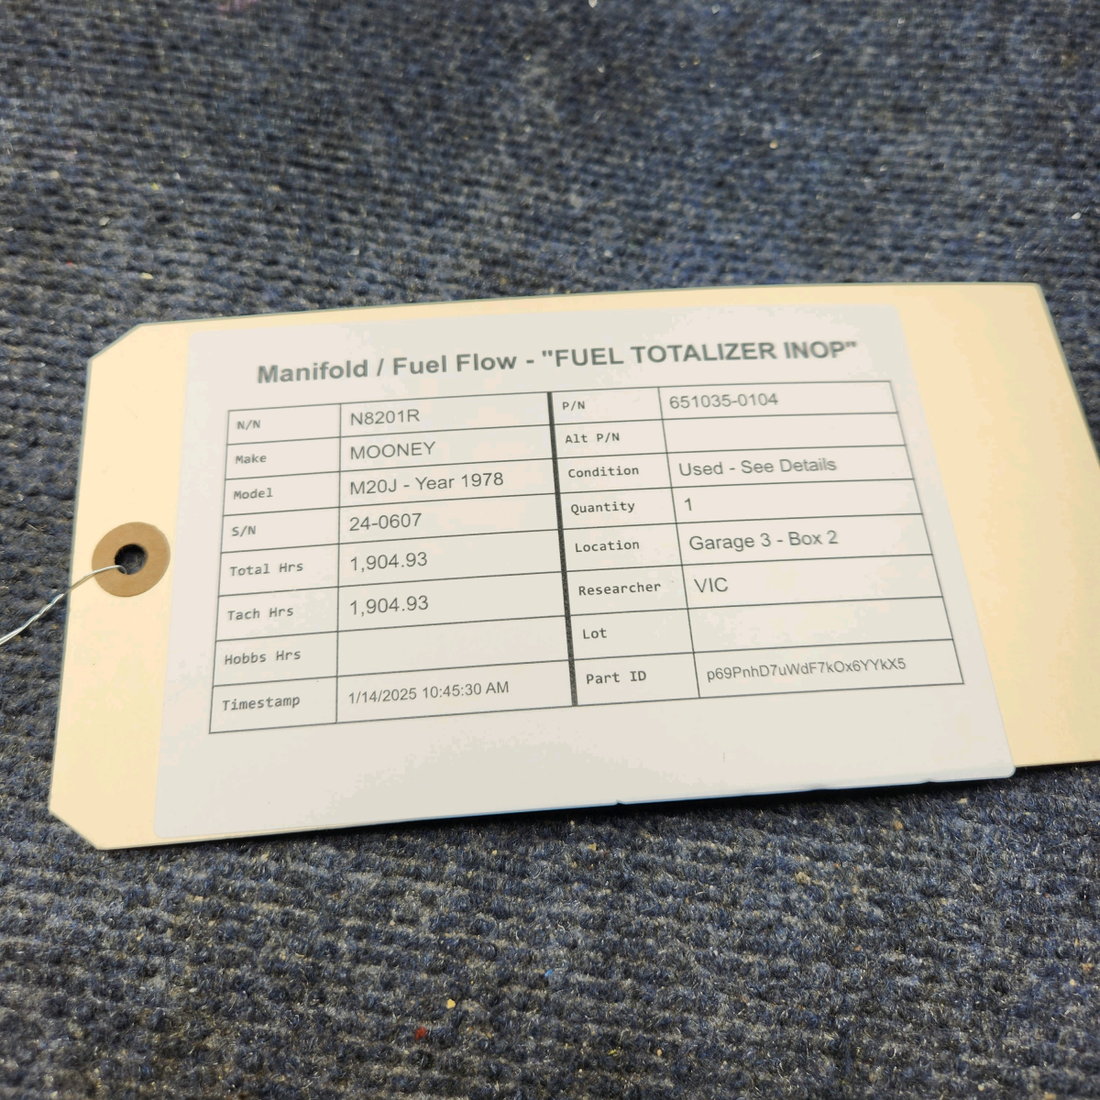 Manifold / Fuel Flow - "FUEL TOTALIZER INOP"
N/N N8201R
Make MOONEY
Model M20J - Year 1978
S/N 24-0607
Total Hrs 1,904.93
Tach Hrs 1,904.93
Hobbs Hrs
Timestamp 1/14/2025 10:45:30 AM
P/N 651035-0104
Alt P/N
Condition Used - See Details
Quantity 1
Location Garage 3 - Box 2
Researcher VIC
Lot
Part ID p69PnhD7uWdF7kOx6YYkX5